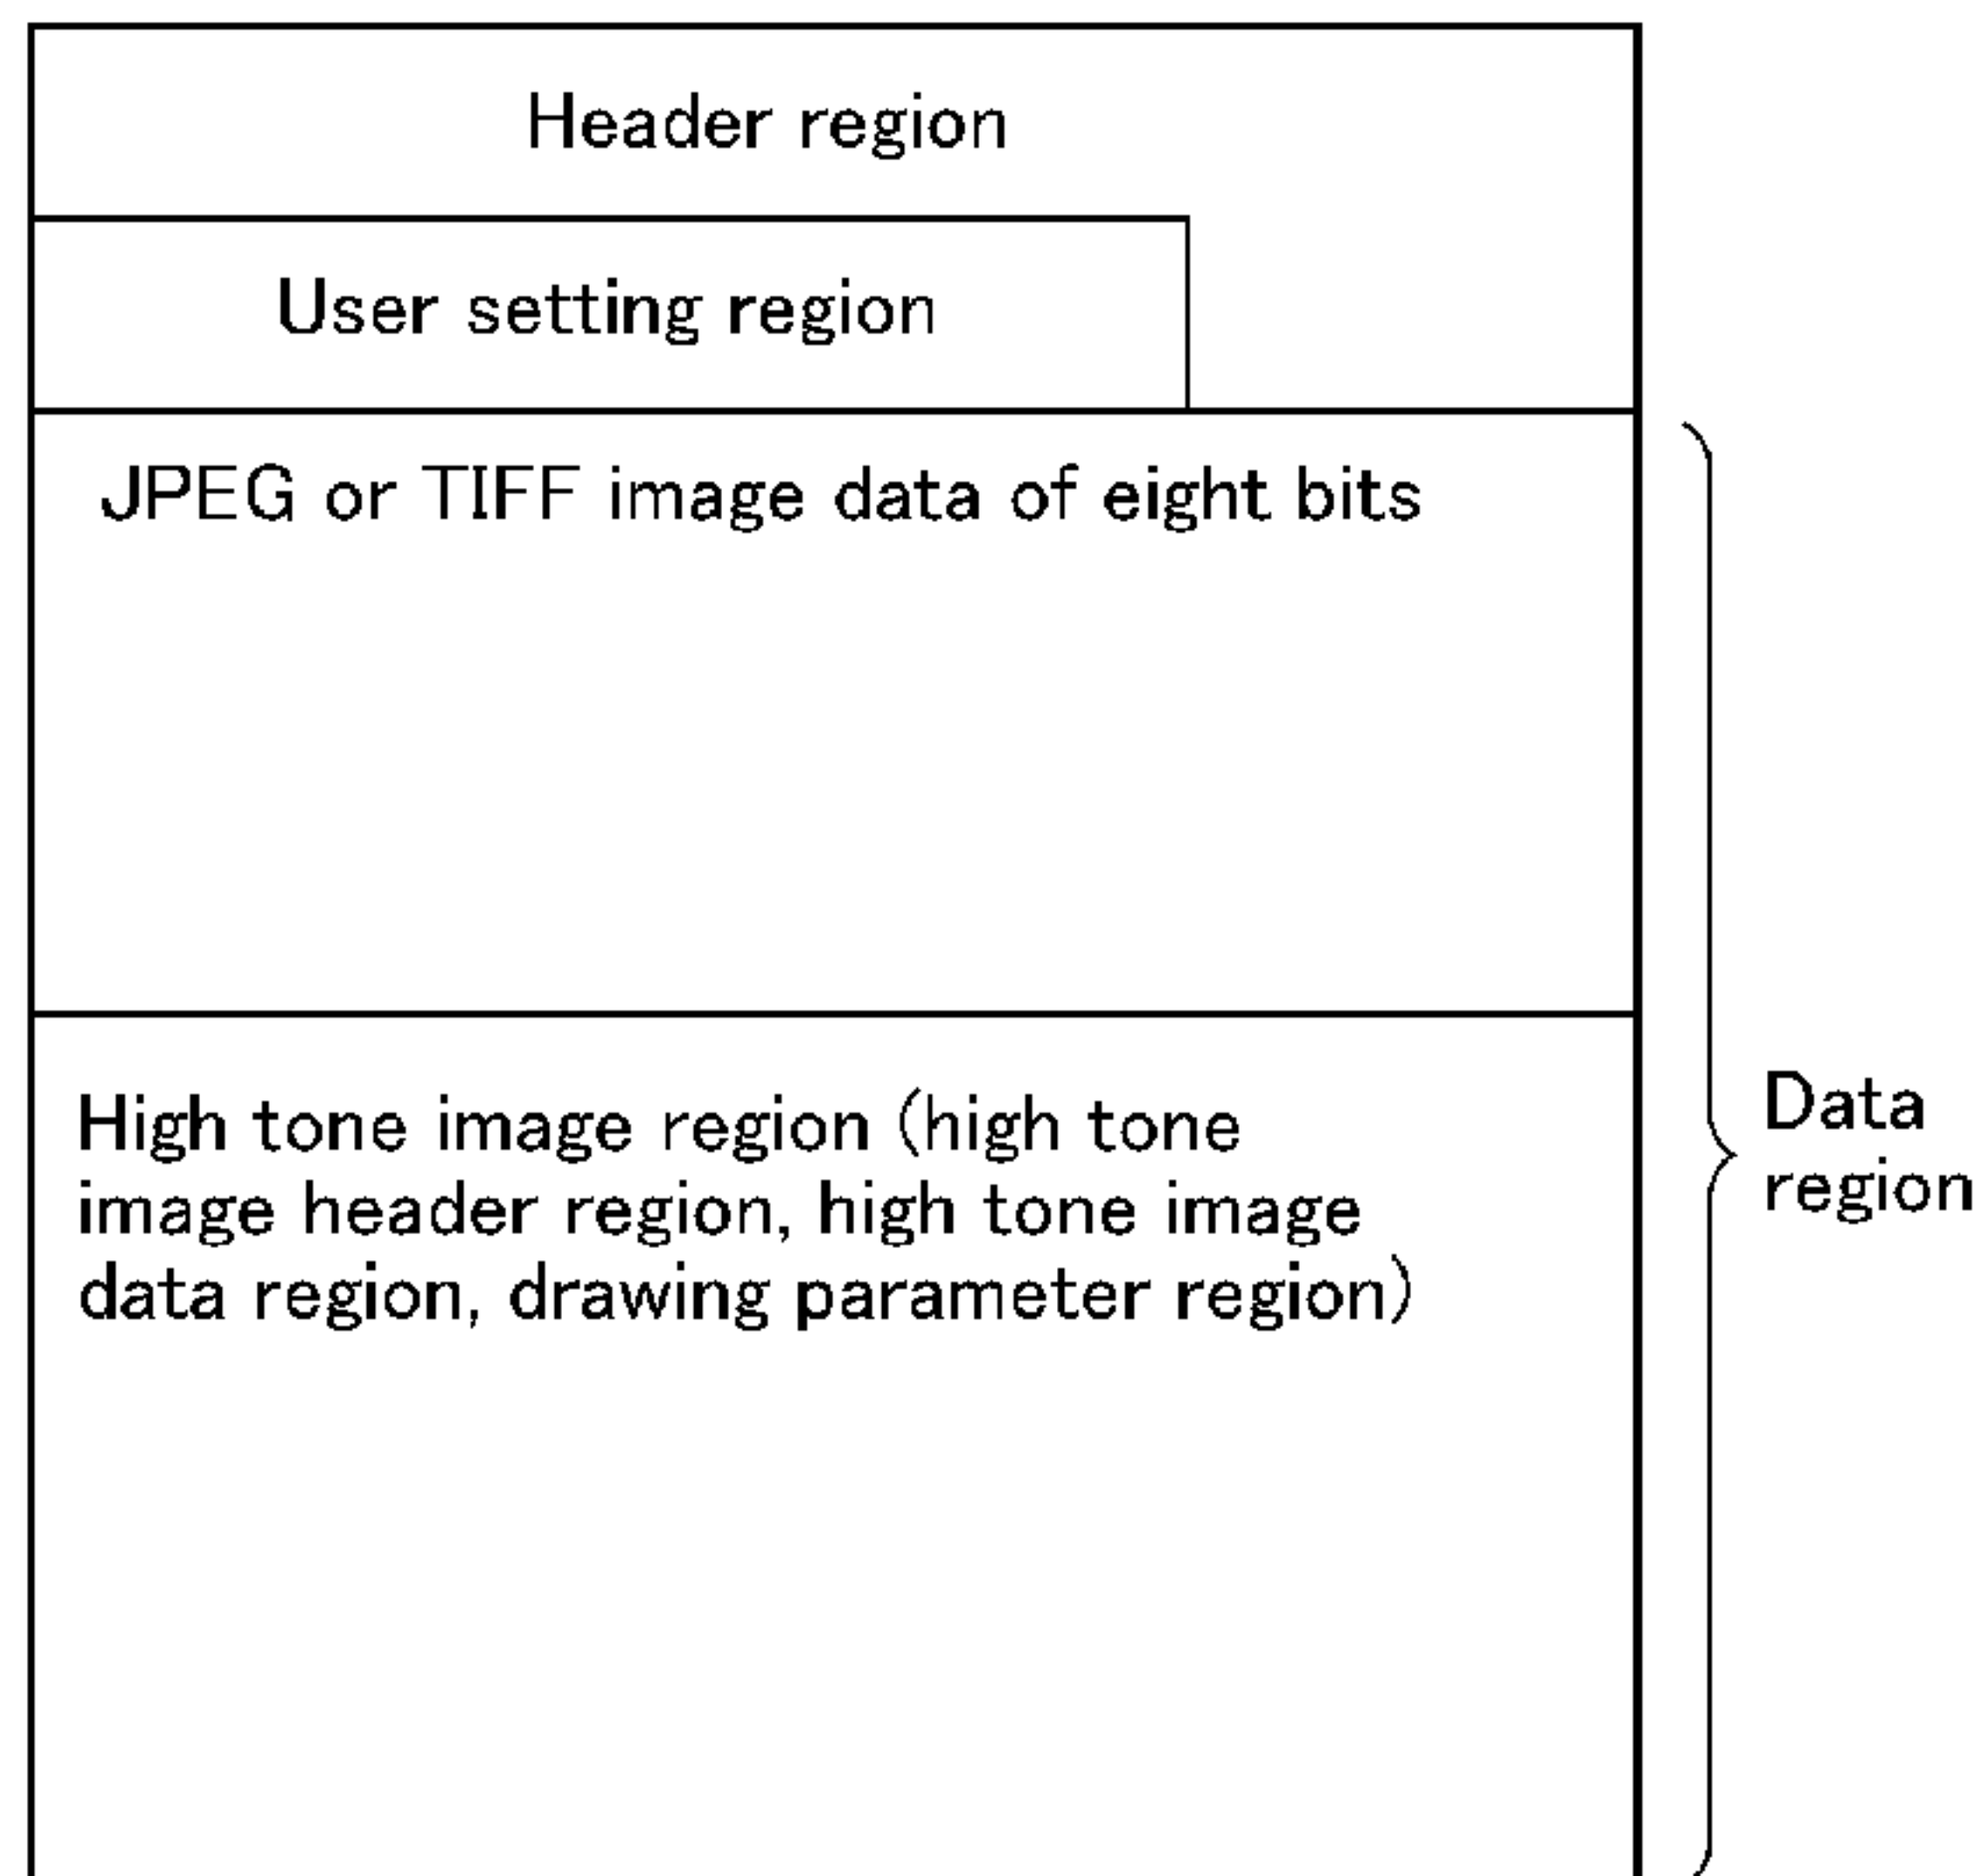 Header region
User setting region
JPEG or TIFF image data of eight bits
High tone image region (high tone
image header region, high tone image
data region, drawing parameter region)
Data
region